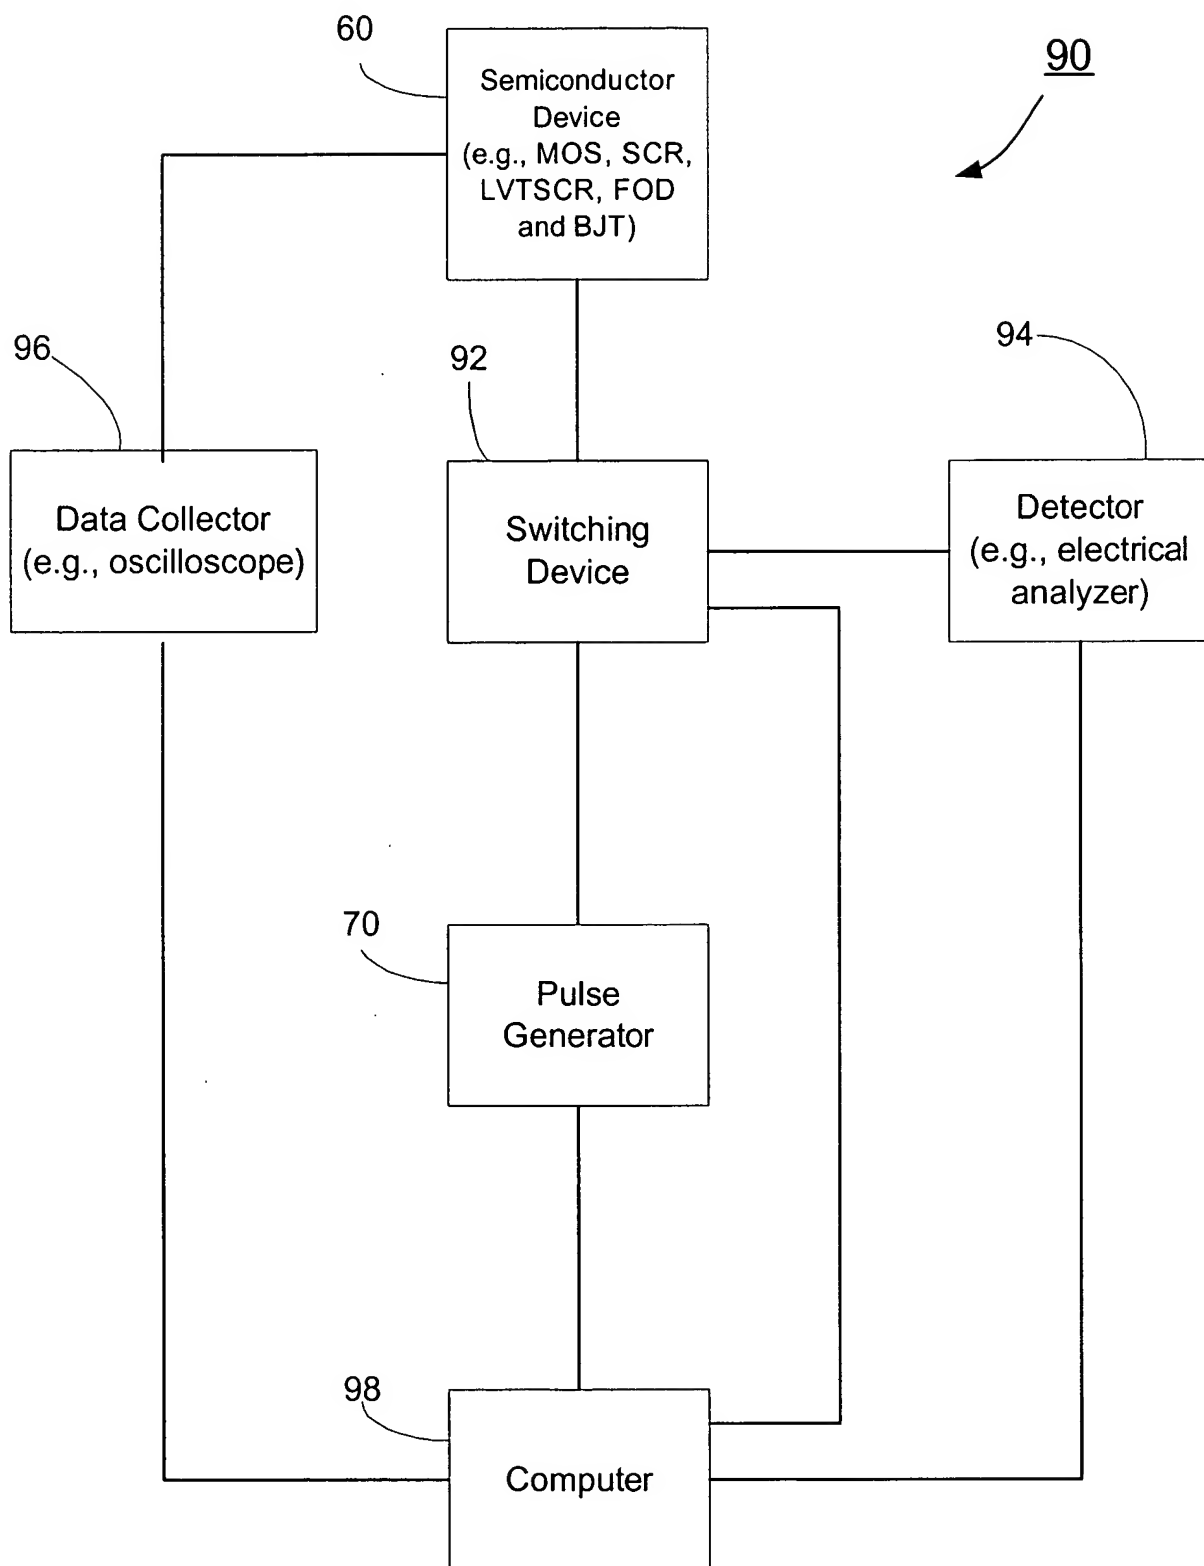 60
90
Semiconductor
Device
(e.g., MOS, SCR,
LVTSCR, FOD
and BJT)
96
92
94
Data Collector
(e.g., oscilloscope)
Switching
Device
Detector
(e.g., electrical
analyzer)
70
Pulse
Generator
98
Computer